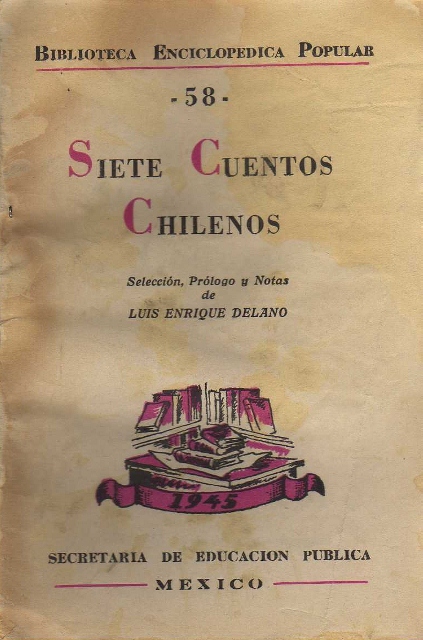 BIBLIOTECA ENCICLOPEDICA POPULAR
- 58 -
SIETE CUENTOS
CHILENOS
Selección, Prólogo y Notas
de
LUIS ENRIQUE DELANO
1945
SECRETARIA DE EDUCACION PUBLICA
MEXICO